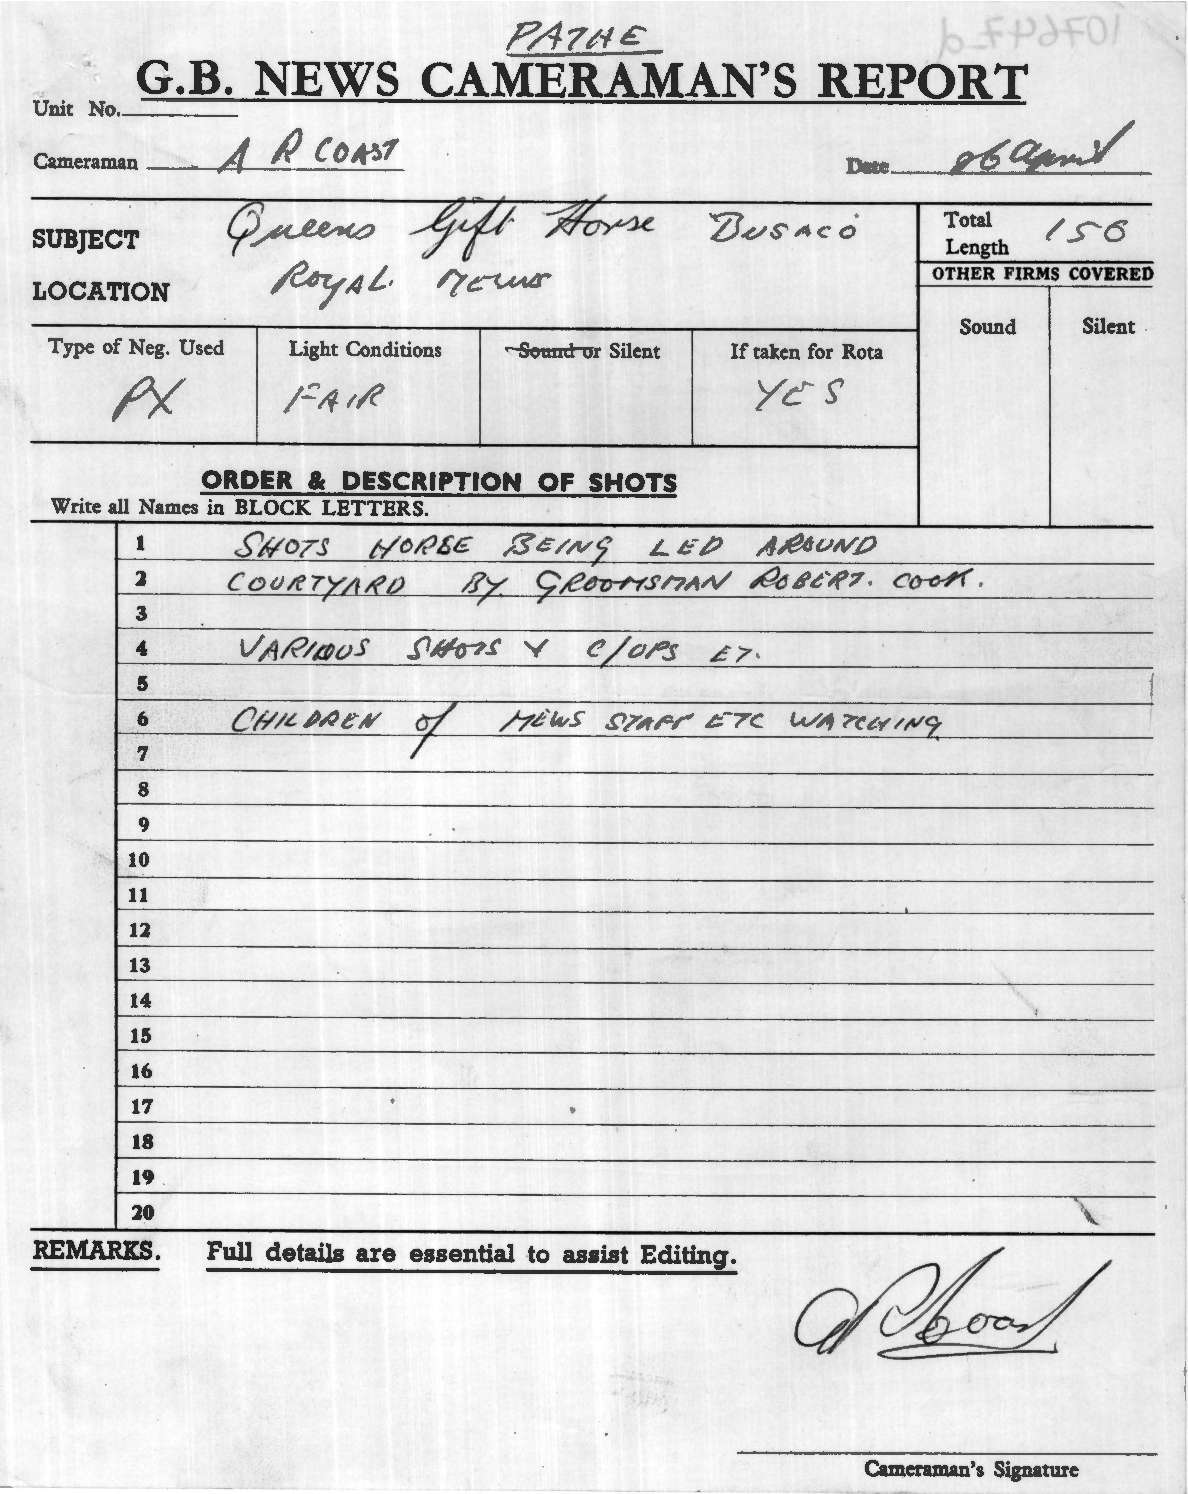 PATHE
G.B. NEWS CAMERAMAN'S REPORT
Unit No.
Cameraman A R COAST
Date 26 April
SUBJECT Queens Gift Horse BUSACO
LOCATION ROYAL. MEWS
Total Length 150
OTHER FIRMS COVERED
Sound Silent
Type of Neg. Used Light Conditions Sound or Silent If taken for Rota
PX FAIR YES
ORDER & DESCRIPTION OF SHOTS
Write all Names in BLOCK LETTERS.
1 SHOTS HORSE BEING LED AROUND
2 COURTYARD BY GROOMSMAN ROBERT. COOK.
3
4 VARIOUS SHOTS & C/OPS ET.
5
6 CHILDREN of MEWS STAFF ETC WATCHING
7
8
9
10
11
12
13
14
15
16
17
18
19
20
REMARKS. Full details are essential to assist Editing.
A R Coast
Cameraman's Signature